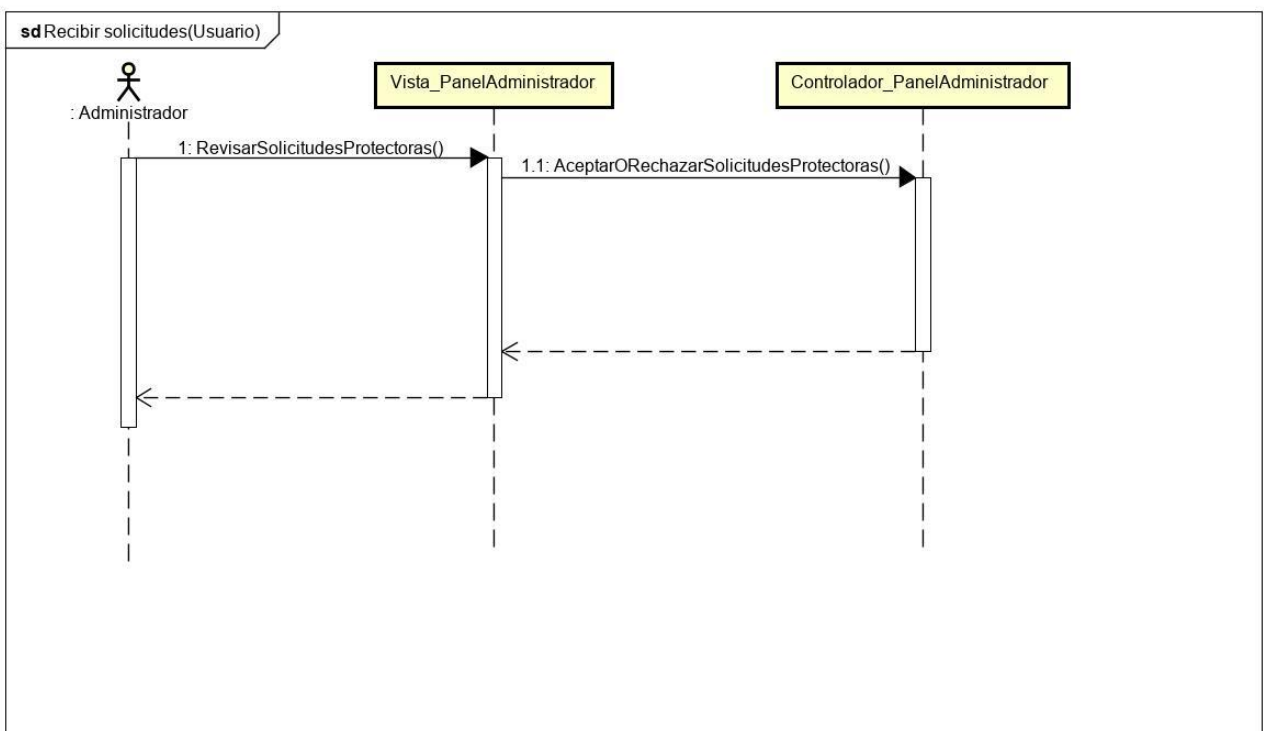 sd Recibir solicitudes(Usuario)
: Administrador
Vista_PanelAdministrador
Controlador_PanelAdministrador
1: RevisarSolicitudesProtectoras()
1.1: AceptarORechazarSolicitudesProtectoras()